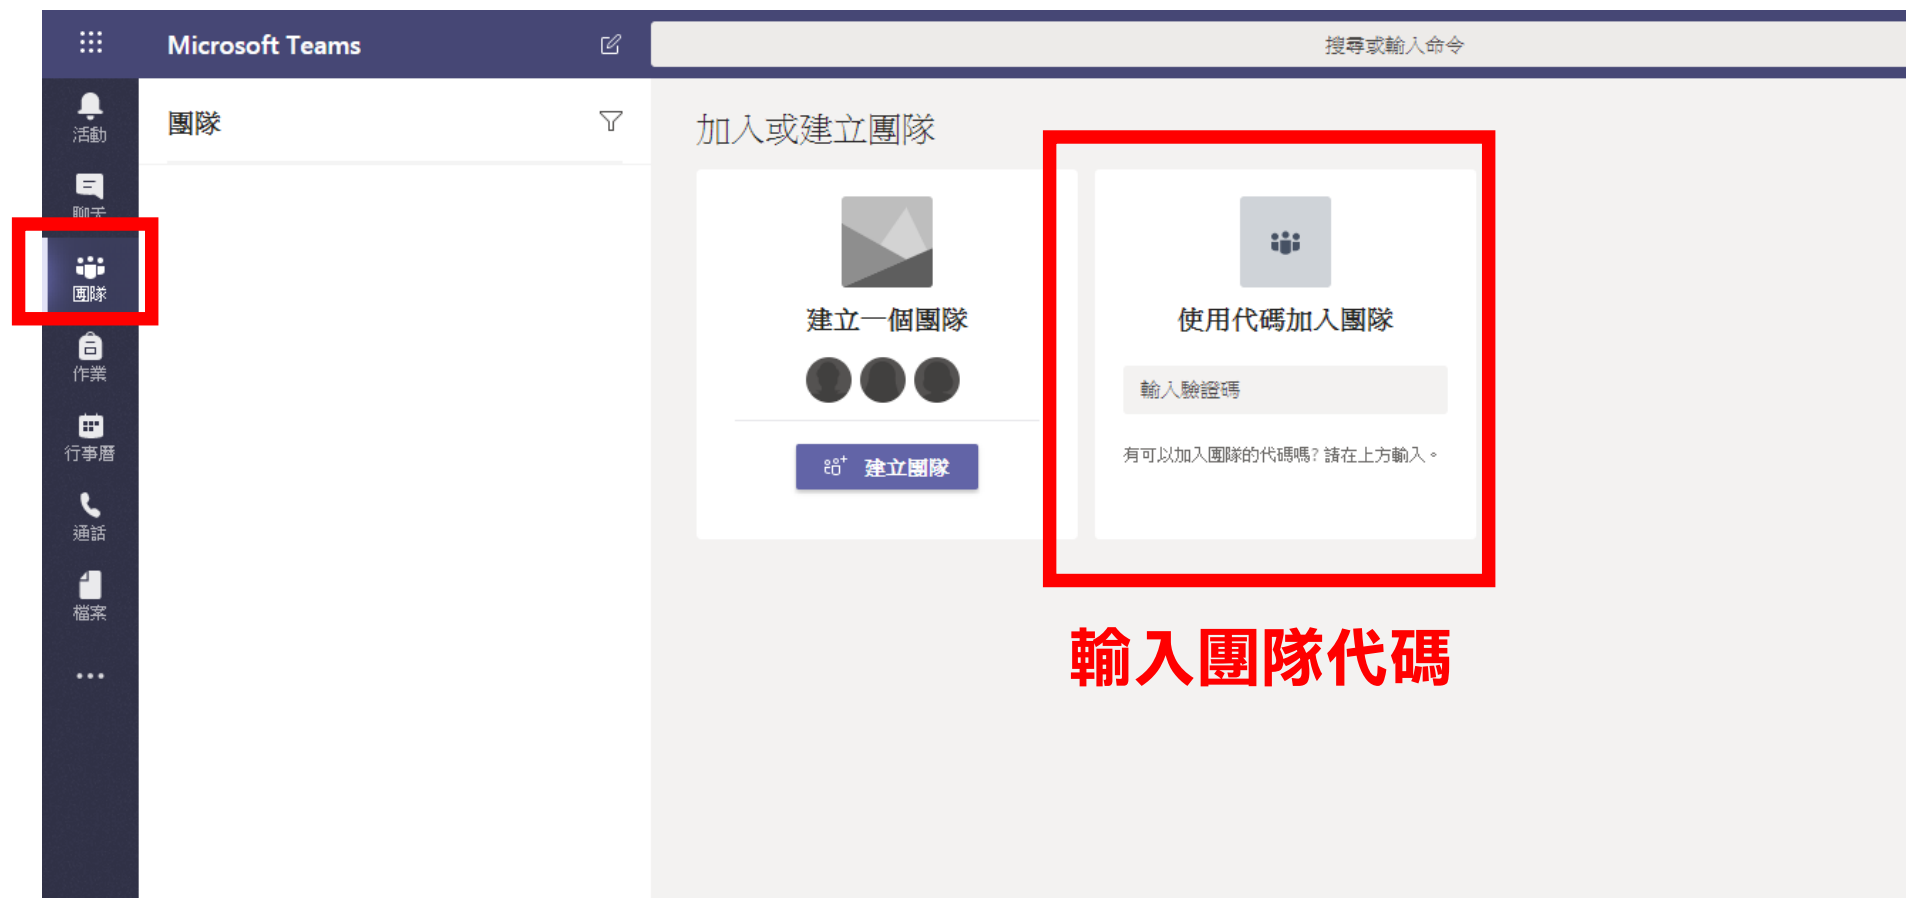 Microsoft Teams
搜尋或輸入命令
活動
聊天
團隊
作業
行事曆
通話
檔案
團隊
加入或建立團隊
建立一個團隊
建立團隊
使用代碼加入團隊
輸入驗證碼
有可以加入團隊的代碼嗎? 請在上方輸入。
輸入團隊代碼